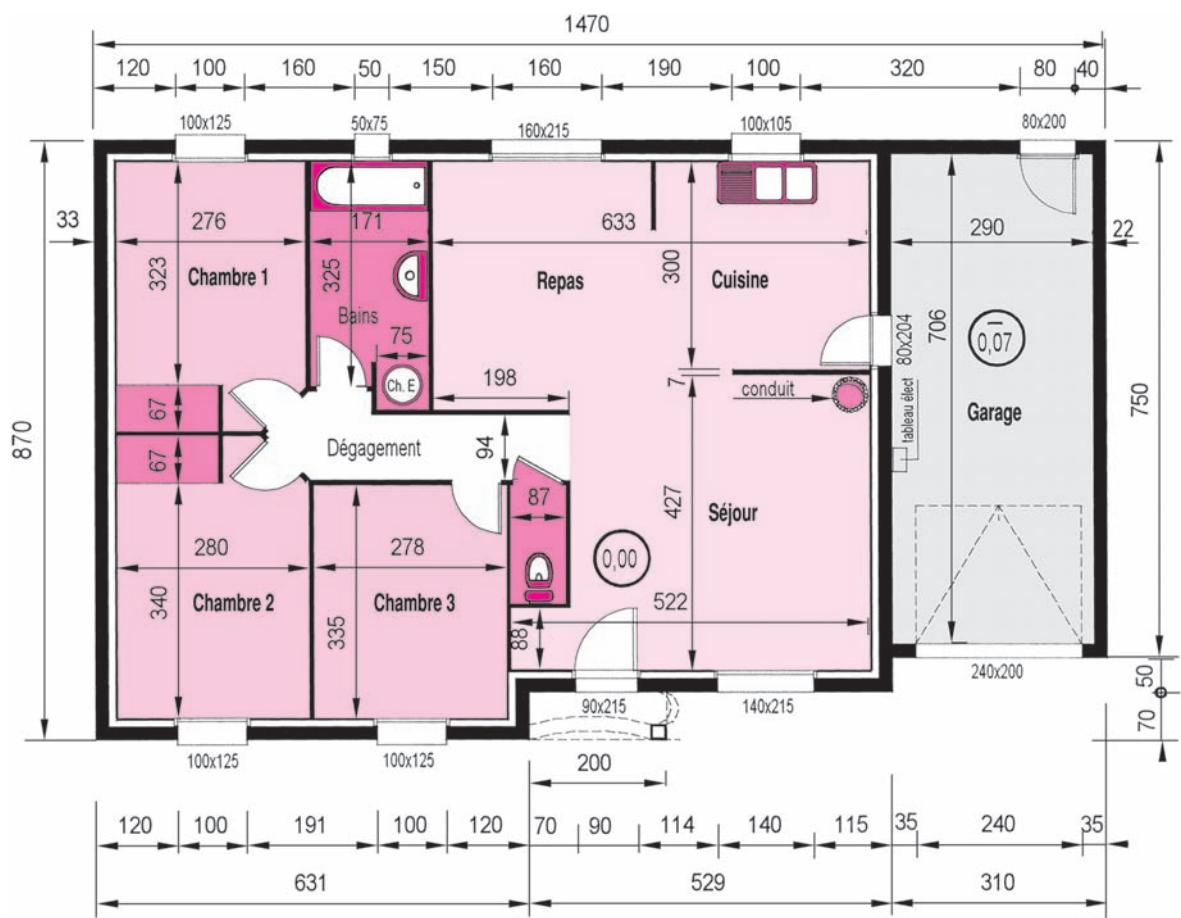 1470
120 100 160 50 150 160 190 100 320 80 40
100x125 50x75 160x215 100x105 80x200
33 276 171 633 290 22
323 Chambre 1 325 Bains Repas 300 Cuisine
75 80x204 706 0,07
Ch. E 198 7 conduit tableau élect Garage 750
67
870 67 Dégagement 94
87 427 Séjour
280 278 0,00
340 Chambre 2 335 Chambre 3 522
88
240x200 50
90x215 140x215 70
100x125 100x125
200
120 100 191 100 120 70 90 114 140 115 35 240 35
631 529 310